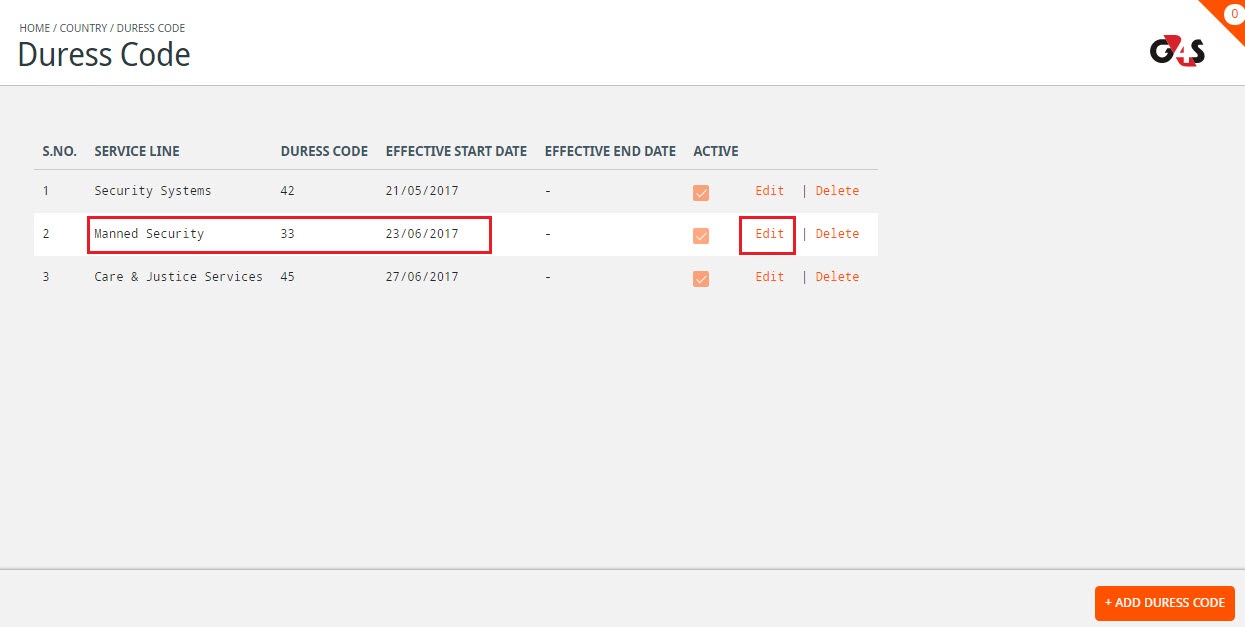 HOME / COUNTRY / DURESS CODE
0
Duress Code
G4S
S.NO. SERVICE LINE DURESS CODE EFFECTIVE START DATE EFFECTIVE END DATE ACTIVE
1 Security Systems 42 21/05/2017 - Edit | Delete
2 Manned Security 33 23/06/2017 - Edit | Delete
3 Care & Justice Services 45 27/06/2017 - Edit | Delete
+ ADD DURESS CODE